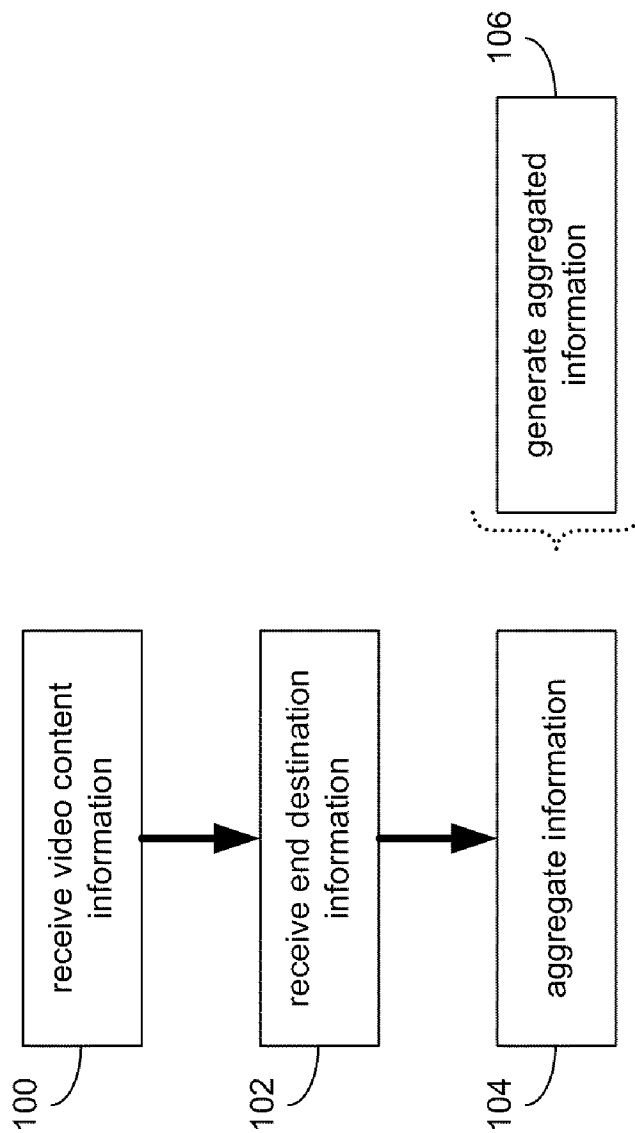 100
receive video content
information
102
receive end destination
information
104
aggregate information
106
generate aggregated
information